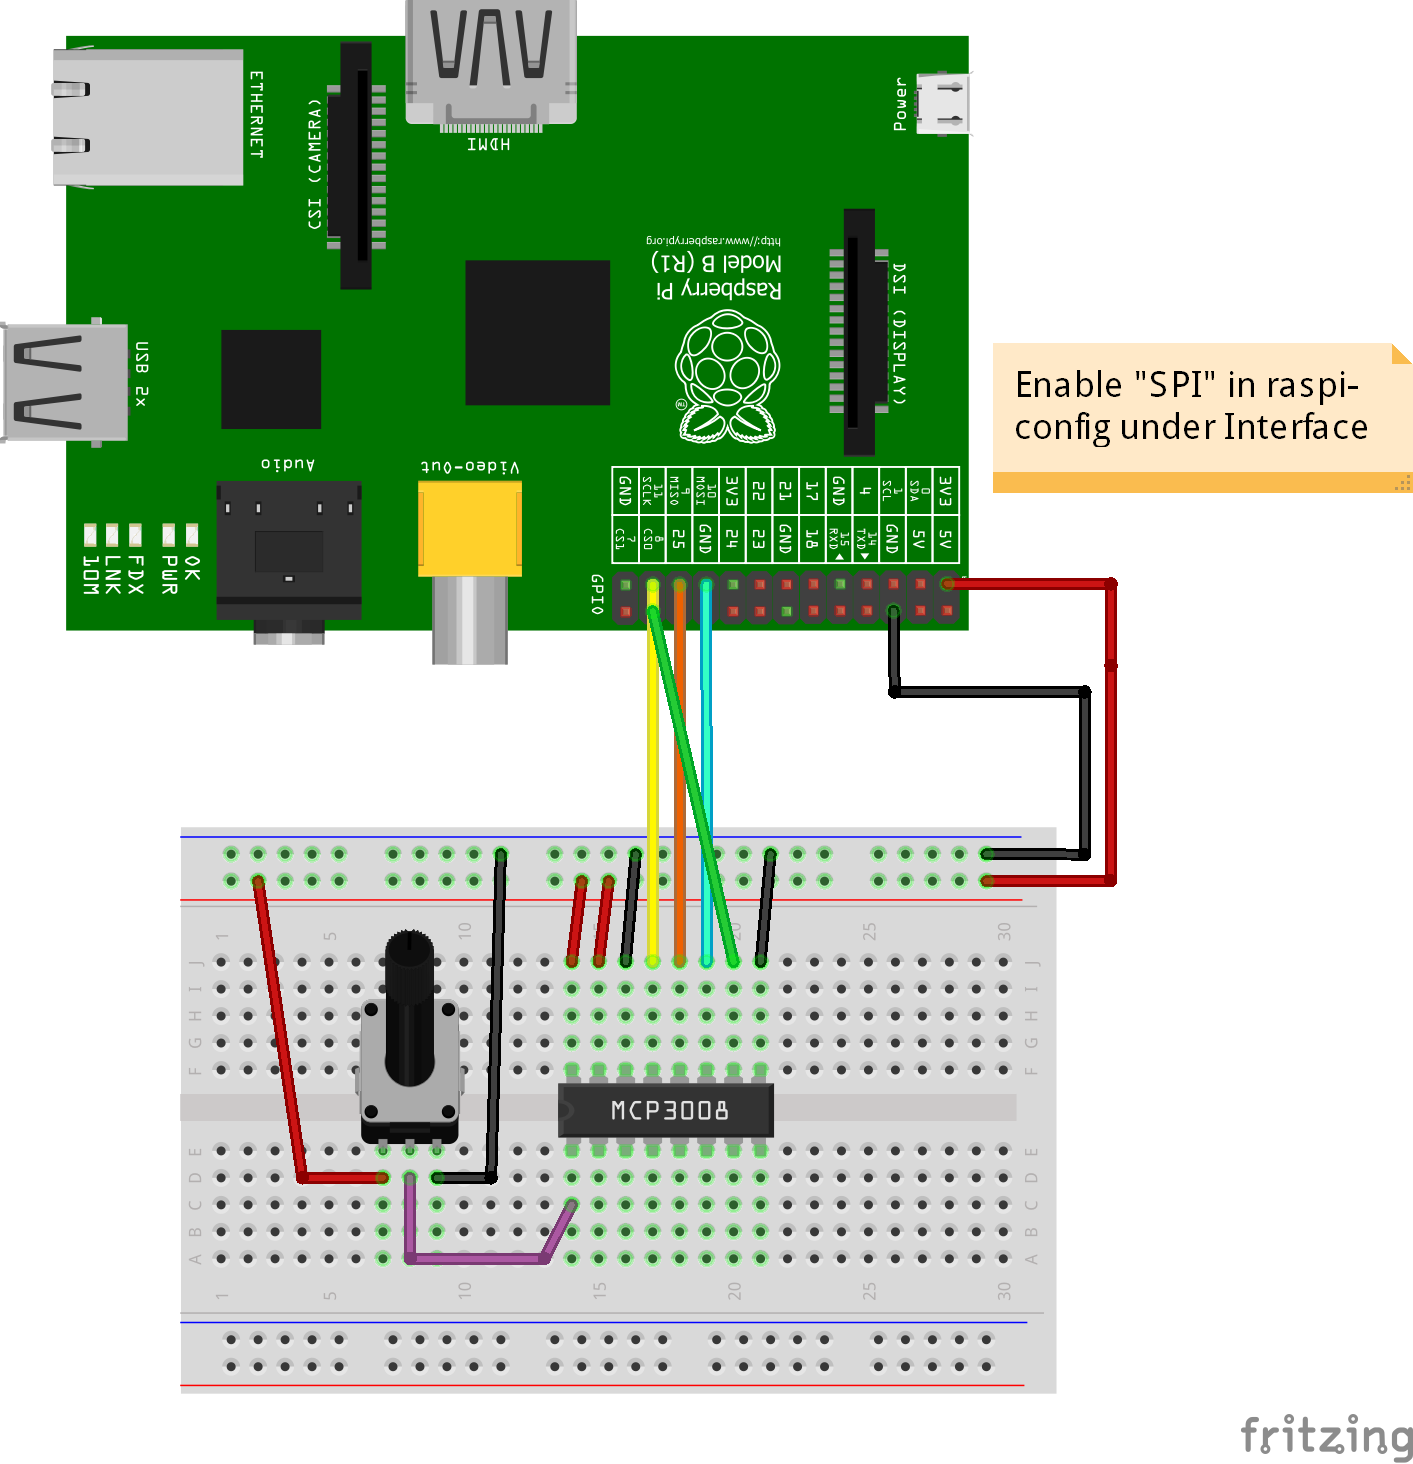 ETHERNET
CSI (CAMERA)
HDMI
Power
http://www.raspberrypi.org
Raspberry Pi
Model B (R1)
TM
DSI (DISPLAY)
USB 2x
Audio
Video-Out
10M
LNK
FDX
PWR
OK
GPIO
GND
11 SCLK
9 MISO
10 MOSI
3V3
22
21
17
GND
4
1 SCL
0 SDA
3V3
7 CS1
8 CS0
25
GND
24
23
GND
18
15 RXD
14 TXD
GND
5V
5V
Enable "SPI" in raspi-
config under Interface
1 5 10 20 25 30
J J
I I
H H
G G
F F
MCP3008
E E
D D
C C
B B
A A
1 5 10 15 20 25 30
fritzing